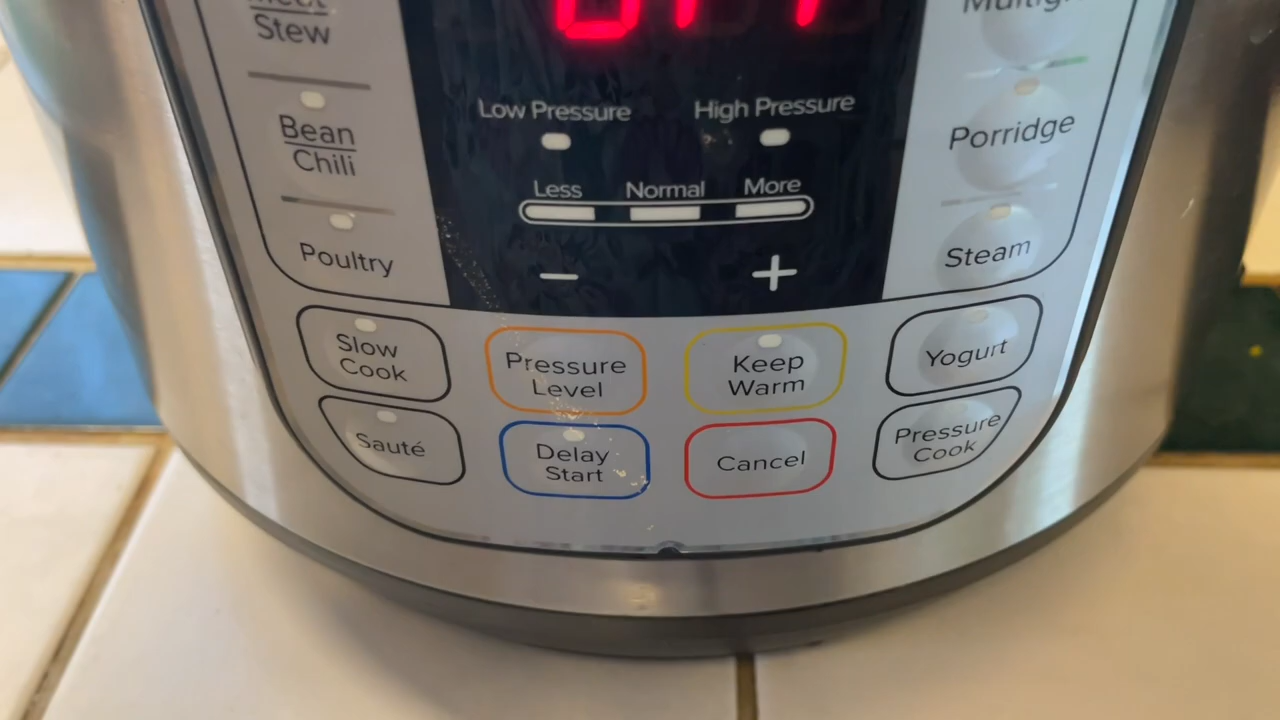 Stew
Bean
Chili
Poultry
Low Pressure
High Pressure
Less
Normal
More
−
+
Porridge
Steam
Slow
Cook
Sauté
Pressure
Level
Delay
Start
Keep
Warm
Cancel
Yogurt
Pressure
Cook